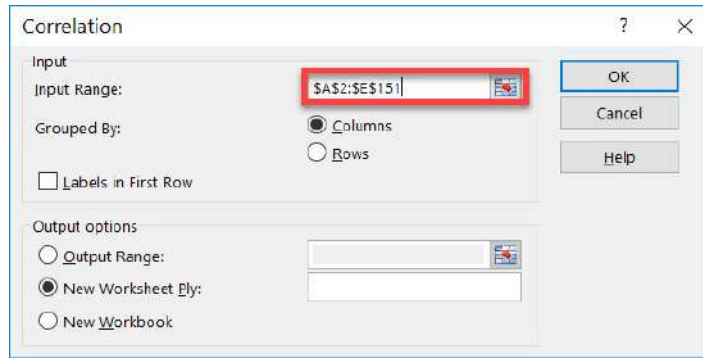 Correlation
?
Input
Input Range:
$A$2:$E$151
OK
Cancel
Help
Grouped By:
Columns
Rows
Labels in First Row
Output options
Output Range:
New Worksheet Ply:
New Workbook